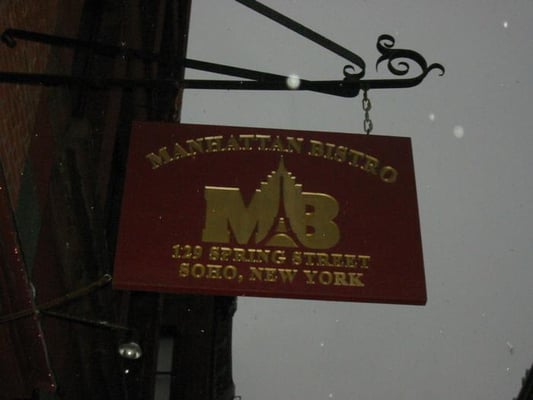 MANHATTAN BISTRO
MB
129 SPRING STREET
SOHO, NEW YORK